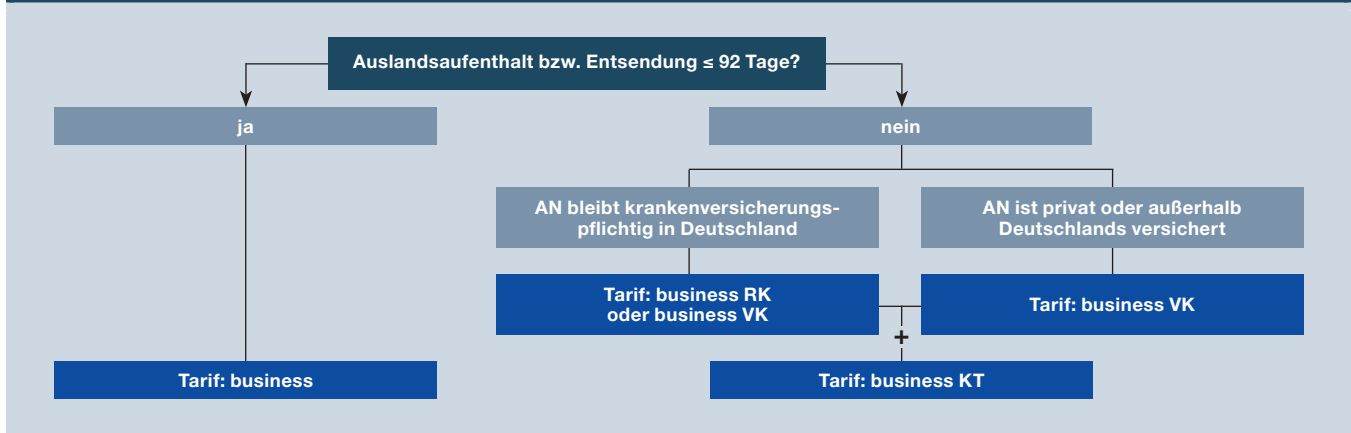 Auslandsaufenthalt bzw. Entsendung ≤ 92 Tage?
ja
nein
AN bleibt krankenversicherungs-
pflichtig in Deutschland
AN ist privat oder außerhalb
Deutschlands versichert
Tarif: business RK
oder business VK
Tarif: business VK
+
Tarif: business
Tarif: business KT